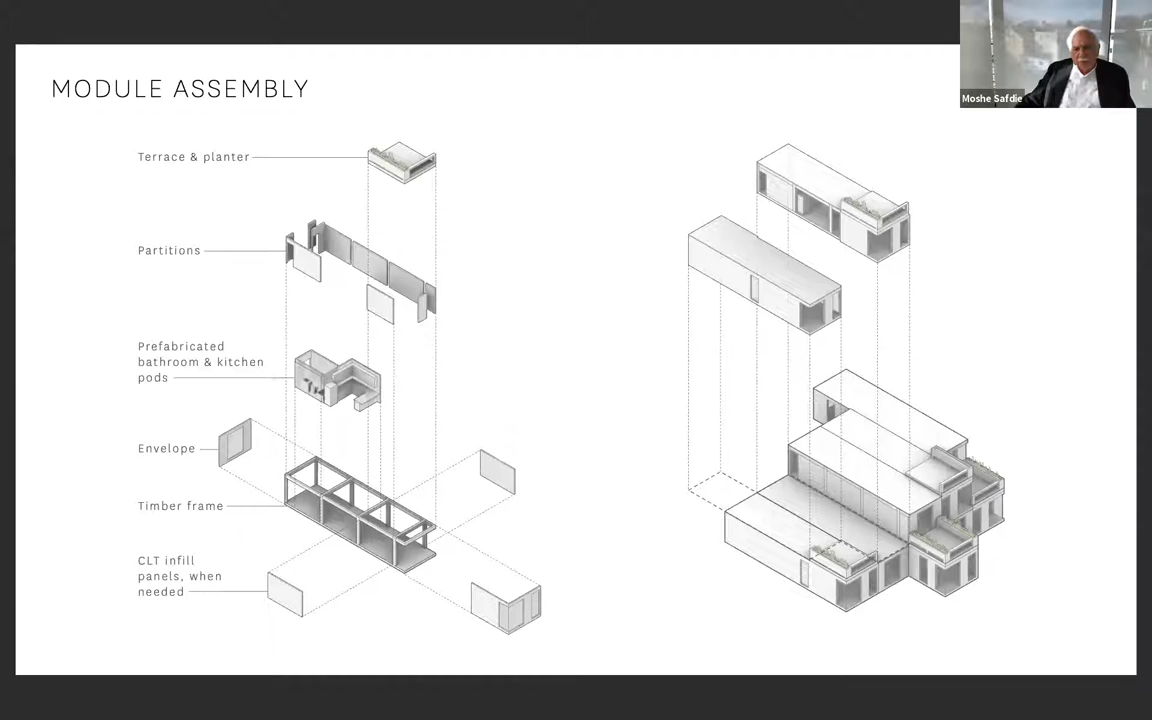 MODULE ASSEMBLY
Moshe Safdie
Terrace & planter
Partitions
Prefabricated
bathroom & kitchen
pods
Envelope
Timber frame
CLT infill
panels, when
needed